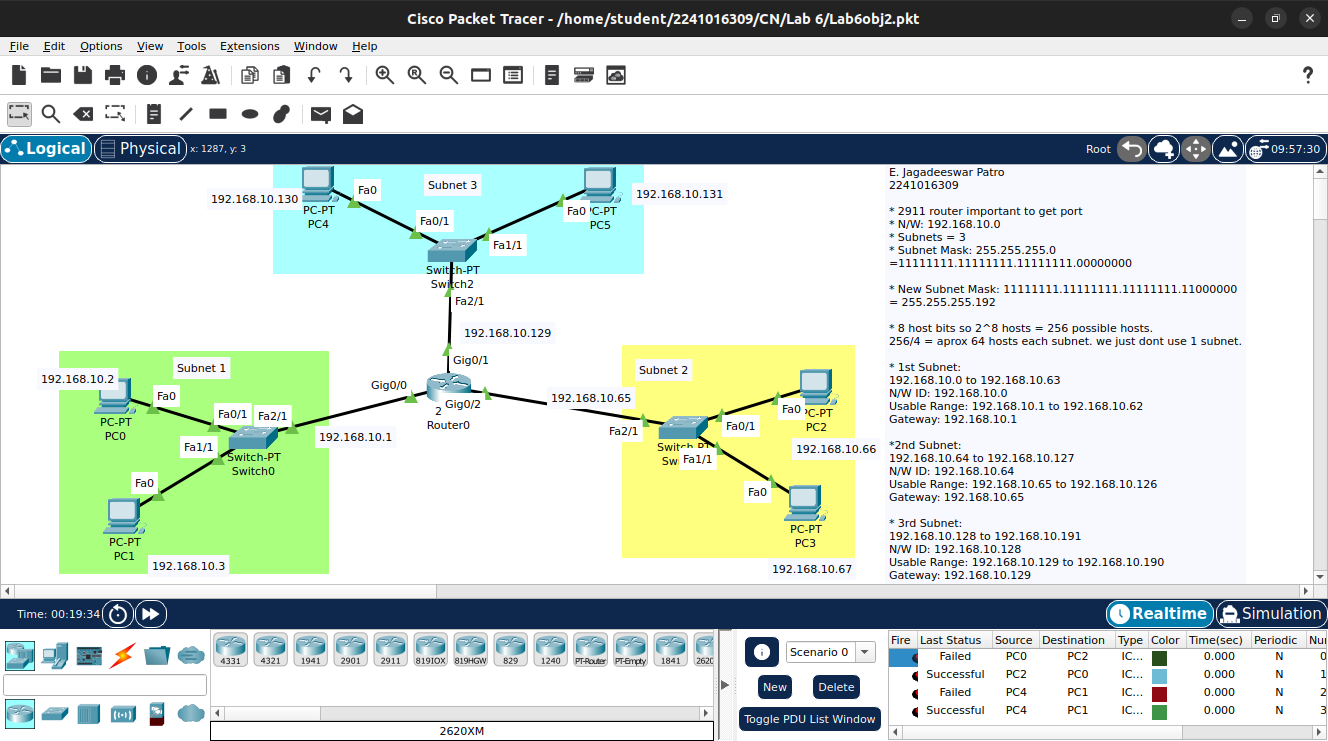 Cisco Packet Tracer - /home/student/2241016309/CN/Lab 6/Lab6obj2.pkt
File Edit Options View Tools Extensions Window Help
Logical Physical x: 1287, y: 3 Root 09:57:30
192.168.10.130
PC-PT
PC4
Fa0
Subnet 3
Fa0/1
Fa0
PC-PT
PC5
192.168.10.131
Fa1/1
Switch-PT
Switch2
Fa2/1
192.168.10.129
Gig0/1
Gig0/0
Gig0/2
2
Router0
192.168.10.65
Subnet 1
192.168.10.2
Fa0
PC-PT
PC0
Fa0/1
Fa2/1
Fa1/1
192.168.10.1
Switch-PT
Switch0
Fa0
PC-PT
PC1
192.168.10.3
Subnet 2
Fa0
PC-PT
PC2
192.168.10.66
Fa2/1
Fa0/1
Switch-PT
Fa1/1
Fa0
PC-PT
PC3
192.168.10.67
E. Jagadeeswar Patro
2241016309
* 2911 router important to get port
* N/W: 192.168.10.0
* Subnets = 3
* Subnet Mask: 255.255.255.0
=11111111.11111111.11111111.00000000
* New Subnet Mask: 11111111.11111111.11111111.11000000
= 255.255.255.192
* 8 host bits so 2^8 hosts = 256 possible hosts.
256/4 = aprox 64 hosts each subnet. we just dont use 1 subnet.
* 1st Subnet:
192.168.10.0 to 192.168.10.63
N/W ID: 192.168.10.0
Usable Range: 192.168.10.1 to 192.168.10.62
Gateway: 192.168.10.1
*2nd Subnet:
192.168.10.64 to 192.168.10.127
N/W ID: 192.168.10.64
Usable Range: 192.168.10.65 to 192.168.10.126
Gateway: 192.168.10.65
* 3rd Subnet:
192.168.10.128 to 192.168.10.191
N/W ID: 192.168.10.128
Usable Range: 192.168.10.129 to 192.168.10.190
Gateway: 192.168.10.129
Time: 00:19:34 Realtime Simulation
4331 4321 1941 2901 2911 819IOX 819HGW 829 1240 PT-Router PT-Empty 1841 2620
2620XM
Scenario 0
New Delete
Toggle PDU List Window
Fire Last Status Source Destination Type Color Time(sec) Periodic Nur
Failed PC0 PC2 IC... 0.000 N 0
Successful PC2 PC0 IC... 0.000 N 1
Failed PC4 PC1 IC... 0.000 N 2
Successful PC4 PC1 IC... 0.000 N 3